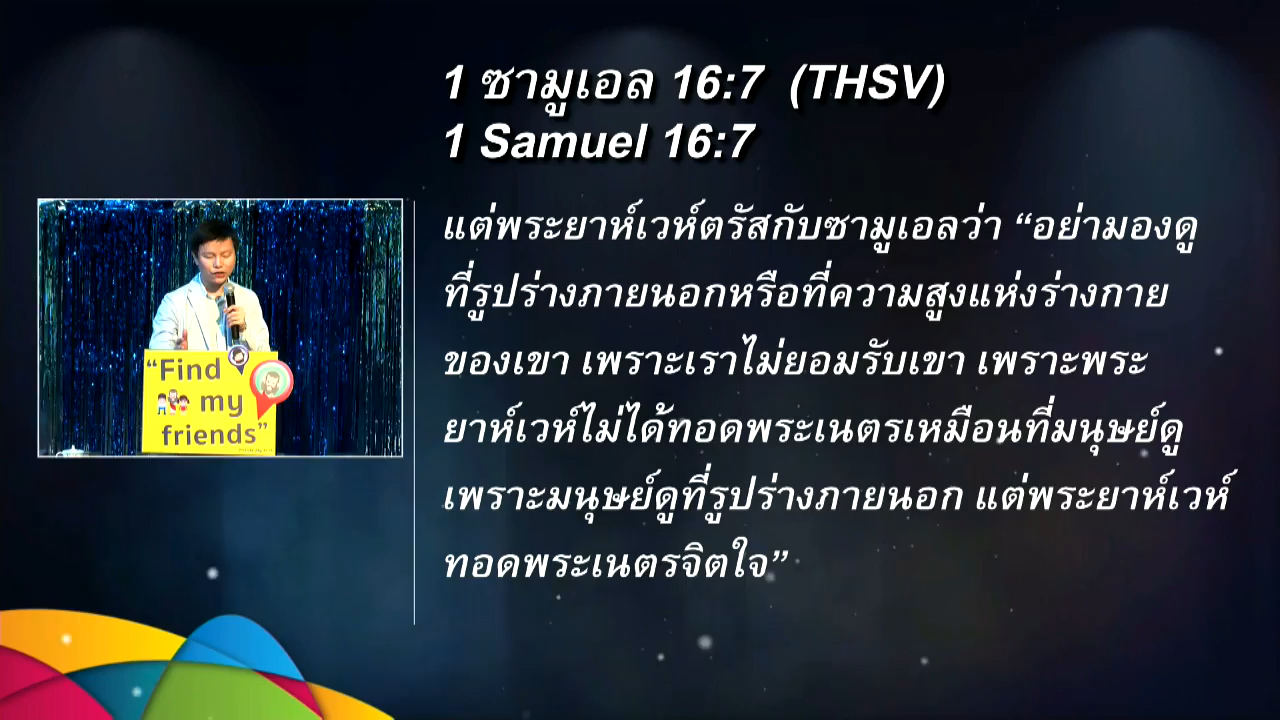 1 ซามูเอล 16:7 (THSV)
1 Samuel 16:7
แต่พระยาห์เวห์ตรัสกับซามูเอลว่า “อย่ามองดู
ที่รูปร่างภายนอกหรือที่ความสูงแห่งร่างกาย
ของเขา เพราะเราไม่ยอมรับเขา เพราะพระ
ยาห์เวห์ไม่ได้ทอดพระเนตรเหมือนที่มนุษย์ดู
เพราะมนุษย์ดูที่รูปร่างภายนอก แต่พระยาห์เวห์
ทอดพระเนตรจิตใจ”
“Find
my
friends”